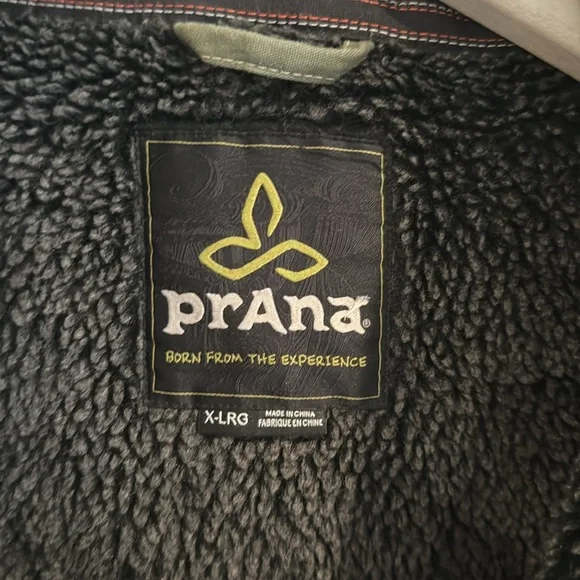 prAna®
BORN FROM THE EXPERIENCE
X-LRG
MADE IN CHINA
FABRIQUE EN CHINE